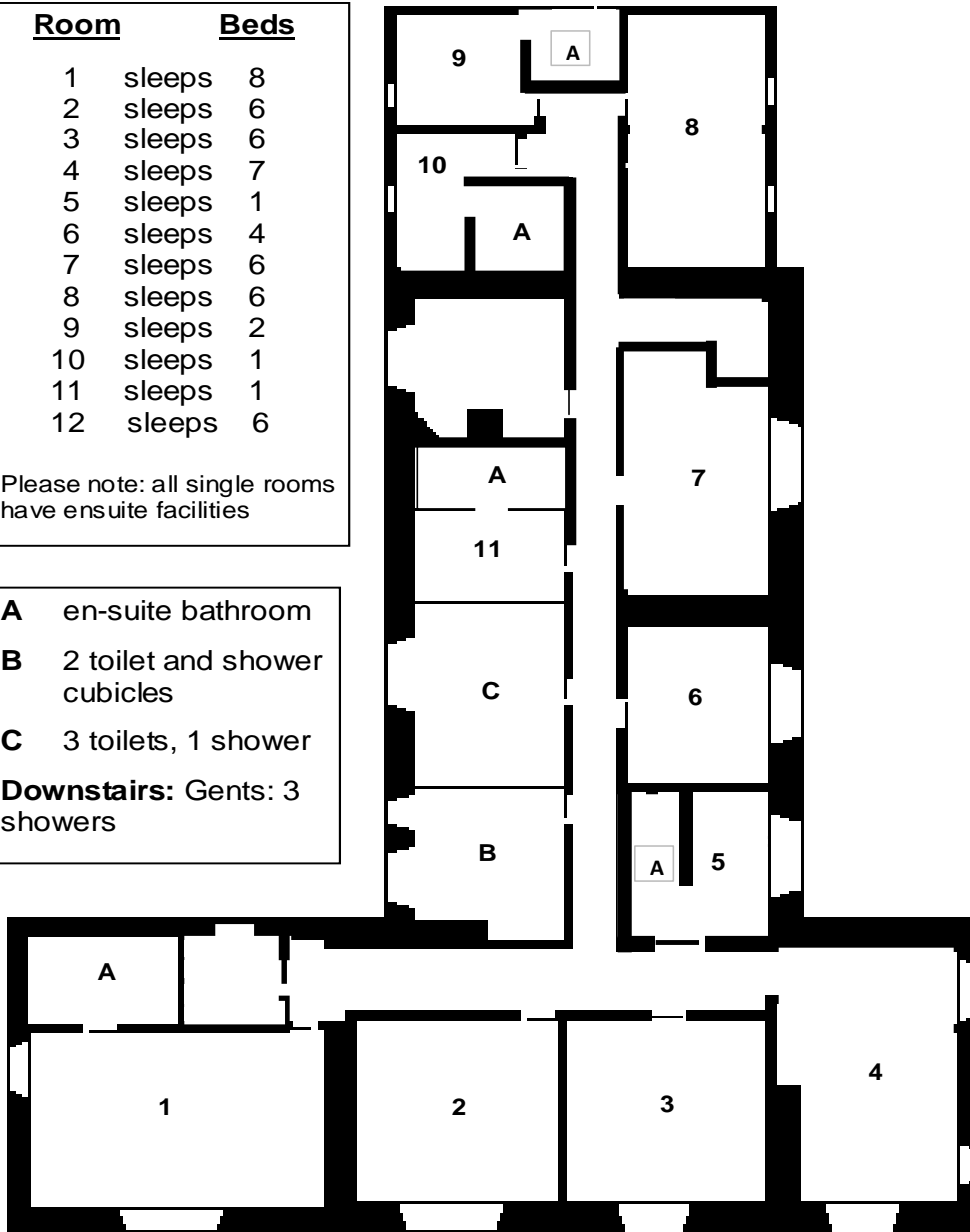 Room Beds
1 sleeps 8
2 sleeps 6
3 sleeps 6
4 sleeps 7
5 sleeps 1
6 sleeps 4
7 sleeps 6
8 sleeps 6
9 sleeps 2
10 sleeps 1
11 sleeps 1
12 sleeps 6
Please note: all single rooms
have ensuite facilities
A en-suite bathroom
B 2 toilet and shower
cubicles
C 3 toilets, 1 shower
Downstairs: Gents: 3
showers
9
A
8
10
A
A
7
11
C
6
B
A
5
A
1
2
3
4